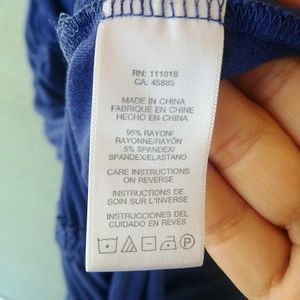 RN: 111818
CA: 45885
MADE IN CHINA
FABRIQUÉ EN CHINE
HECHO EN CHINA
95% RAYON/
RAYONNE/RAYÓN
5% SPANDEX/
SPANDEX/ELASTANO
CARE INSTRUCTIONS
ON REVERSE
INSTRUCTIONS DE
SOIN SUR L'INVERSE
INSTRUCCIONES DEL
CUIDADO EN REVÉS
P